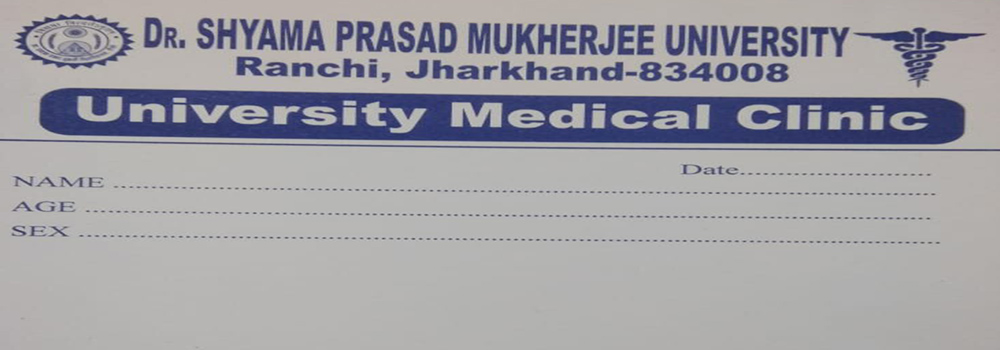 DR. SHYAMA PRASAD MUKHERJEE UNIVERSITY
Ranchi, Jharkhand-834008
University Medical Clinic
Date..............................
NAME ..............................
AGE ..............................
SEX ..............................